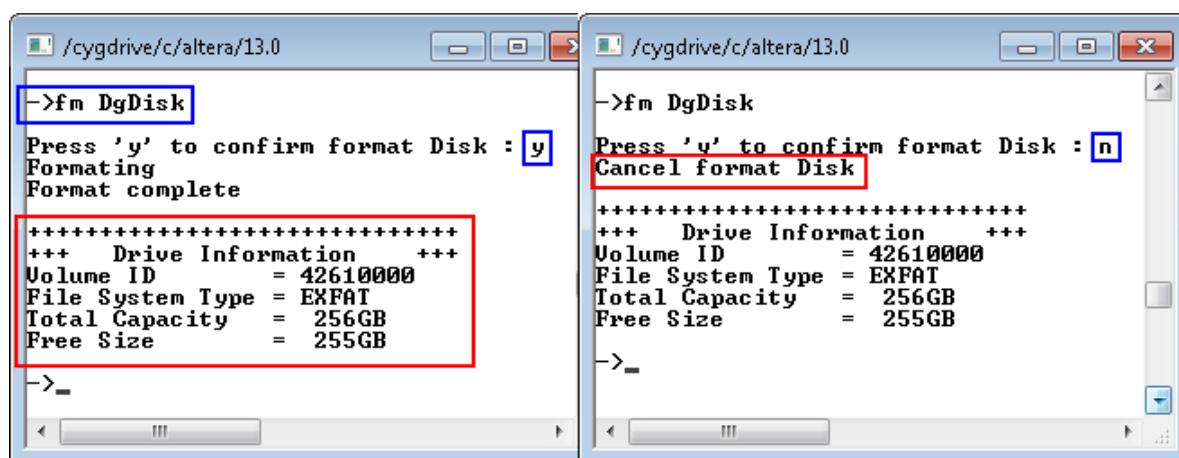 /cygdrive/c/altera/13.0
->fm DgDisk
Press 'y' to confirm format Disk : y
Formating
Format complete
++++++++++++++++++++++++++++++
+++ Drive Information +++
Volume ID = 42610000
File System Type = EXFAT
Total Capacity = 256GB
Free Size = 255GB
->_
/cygdrive/c/altera/13.0
->fm DgDisk
Press 'y' to confirm format Disk : n
Cancel format Disk
++++++++++++++++++++++++++++++
+++ Drive Information +++
Volume ID = 42610000
File System Type = EXFAT
Total Capacity = 256GB
Free Size = 255GB
->_